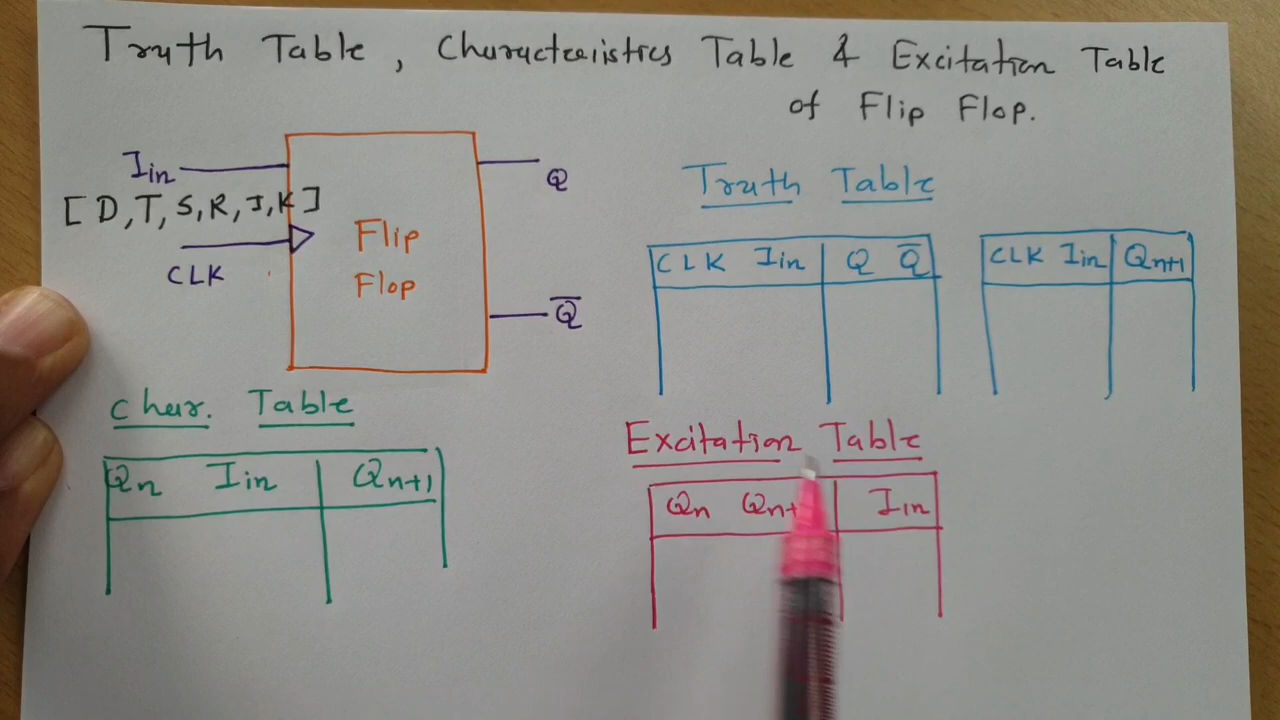 Truth Table, Characteristics Table & Excitation Table
of Flip Flop.
Iin
[D,T,S,R,J,K]
CLK
Flip
Flop
Q
Q̅
Truth Table
CLK Iin Q Q̅
CLK Iin Qn+1
Char. Table
Qn Iin Qn+1
Excitation Table
Qn Qn+ Iin